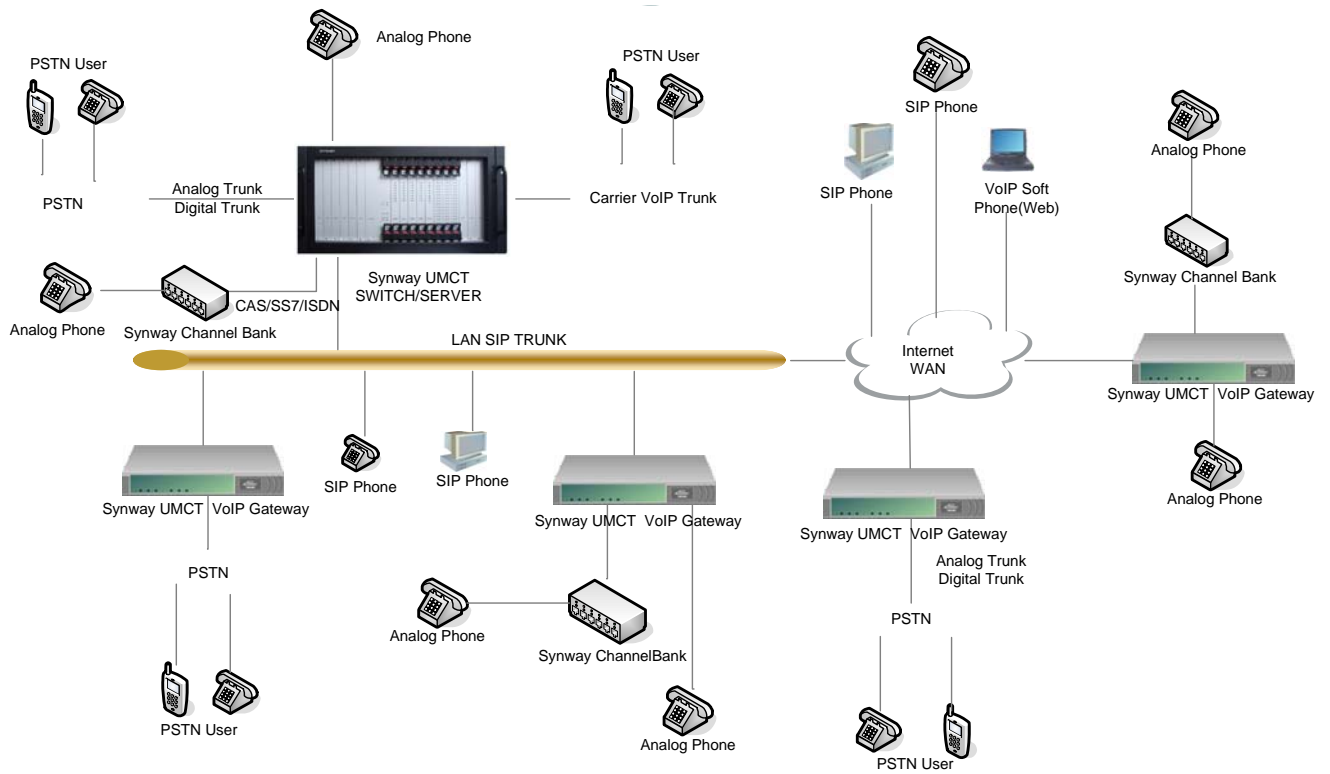 Analog Phone
PSTN User
PSTN User
SIP Phone
Analog Phone
SIP Phone
VoIP Soft
Phone(Web)
PSTN
Analog Trunk
Digital Trunk
Carrier VoIP Trunk
Synway UMCT
SWITCH/SERVER
Synway Channel Bank
CAS/SS7/ISDN
Analog Phone
Synway Channel Bank
LAN SIP TRUNK
Internet
WAN
Synway UMCT VoIP Gateway
SIP Phone
SIP Phone
Analog Phone
Synway UMCT VoIP Gateway
Synway UMCT VoIP Gateway
Synway UMCT VoIP Gateway
Analog Trunk
Digital Trunk
PSTN
PSTN
Analog Phone
Synway ChannelBank
PSTN User
Analog Phone
PSTN User